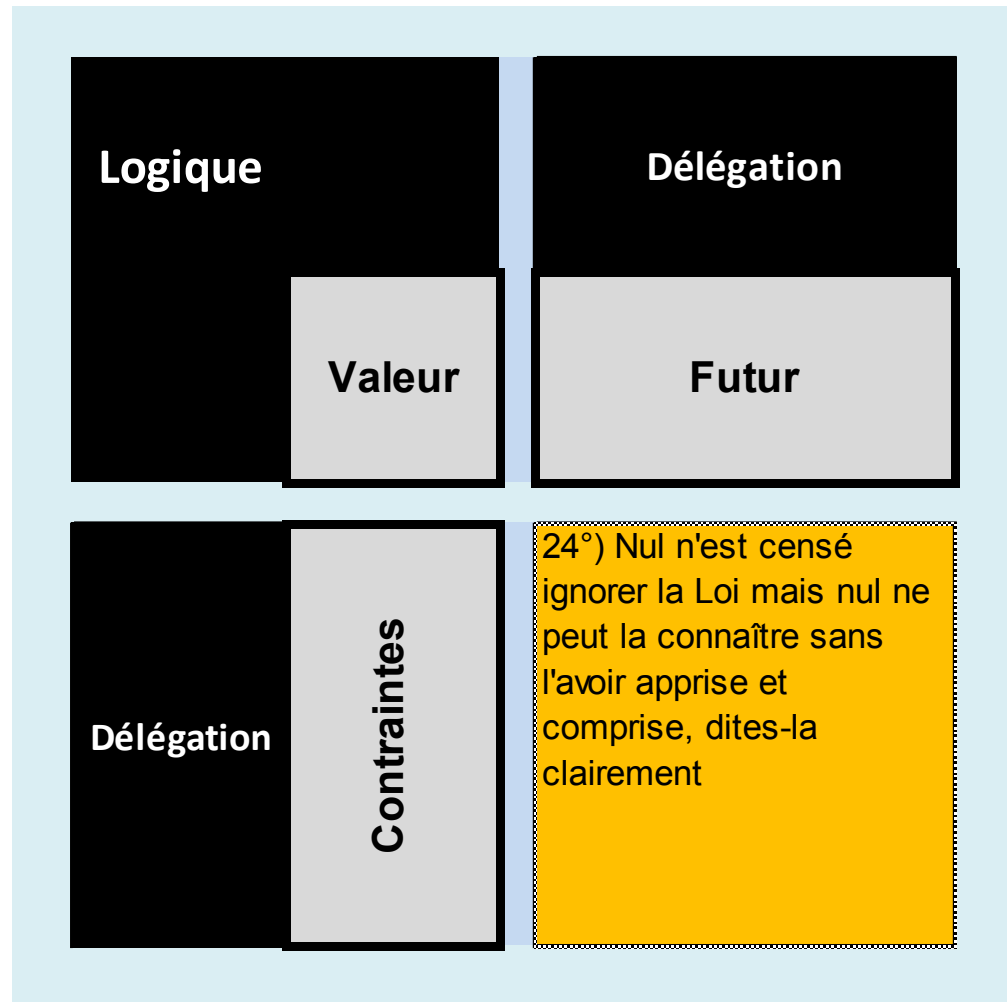 Logique
Délégation
Valeur
Futur
Délégation
Contraintes
24°) Nul n'est censé
ignorer la Loi mais nul ne
peut la connaître sans
l'avoir apprise et
comprise, dites-la
clairement